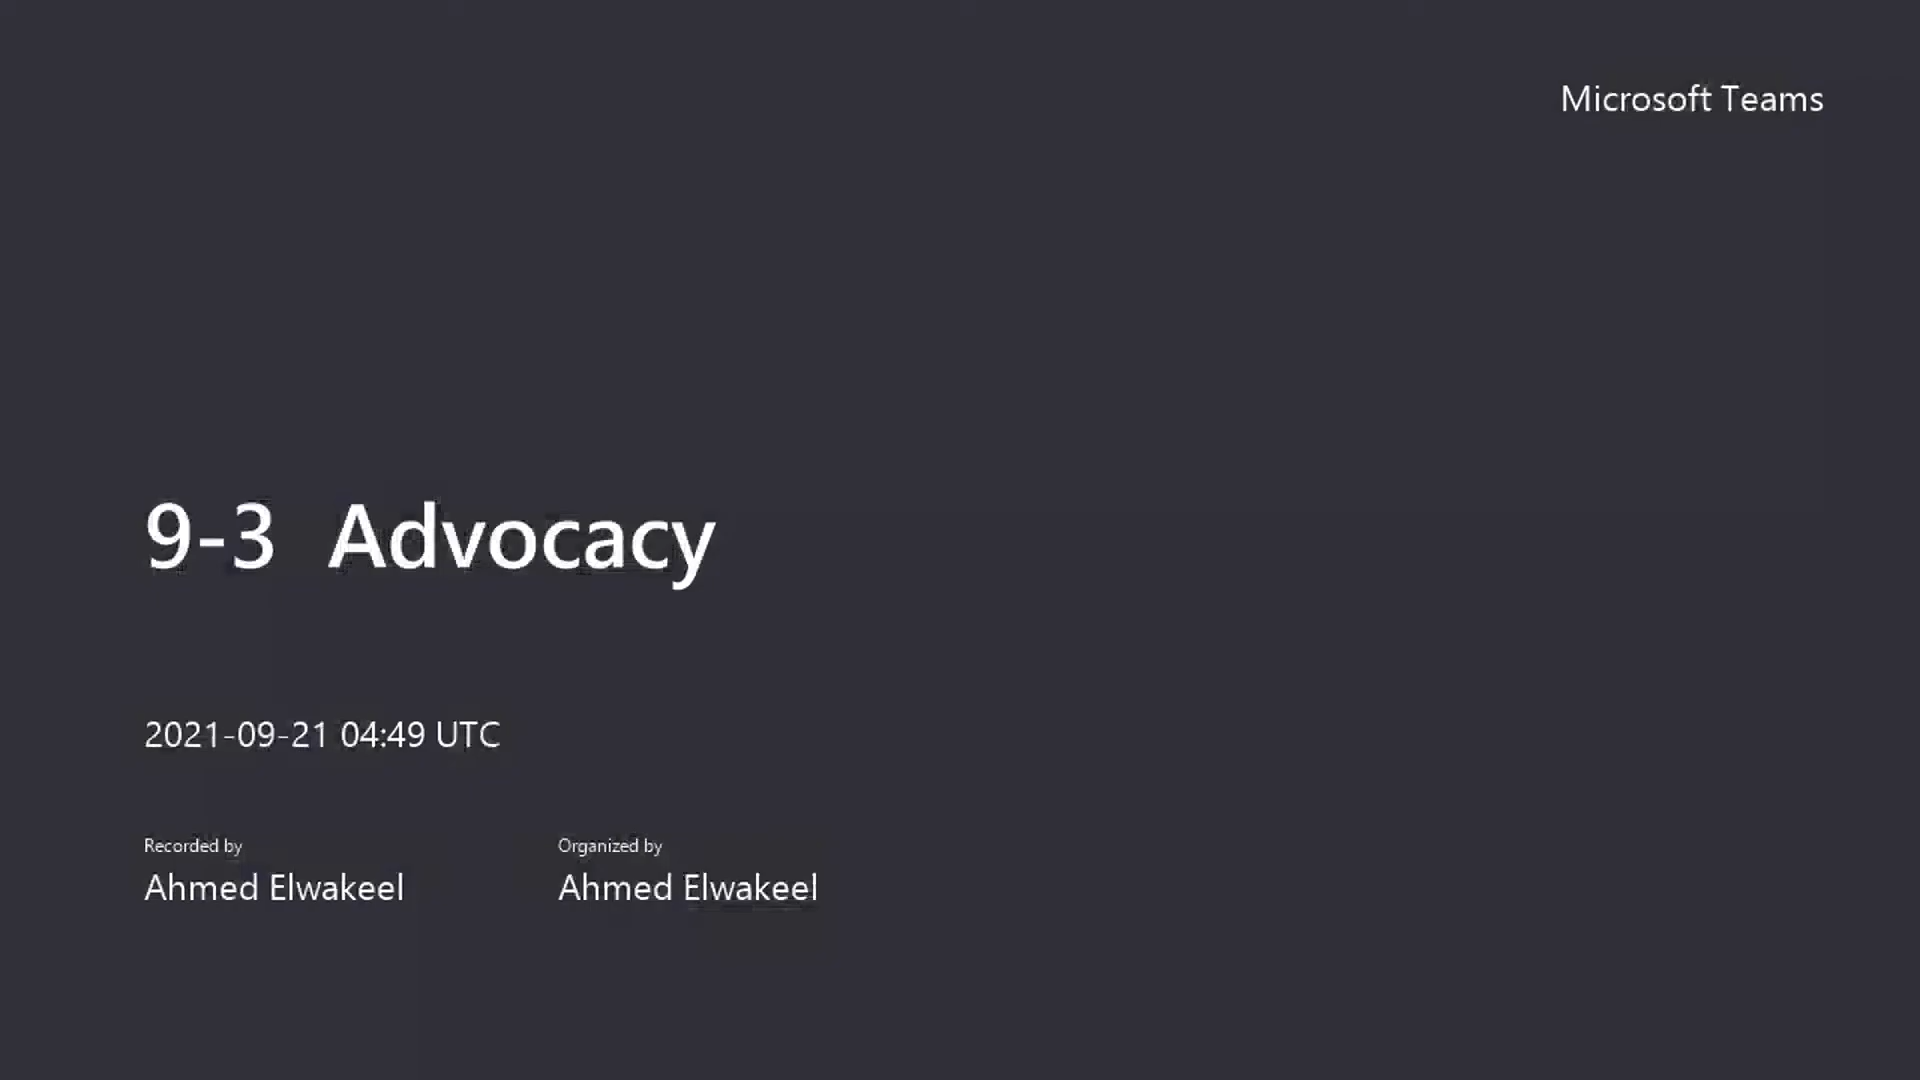 Microsoft Teams
9-3 Advocacy
2021-09-21 04:49 UTC
Recorded by
Organized by
Ahmed Elwakeel
Ahmed Elwakeel